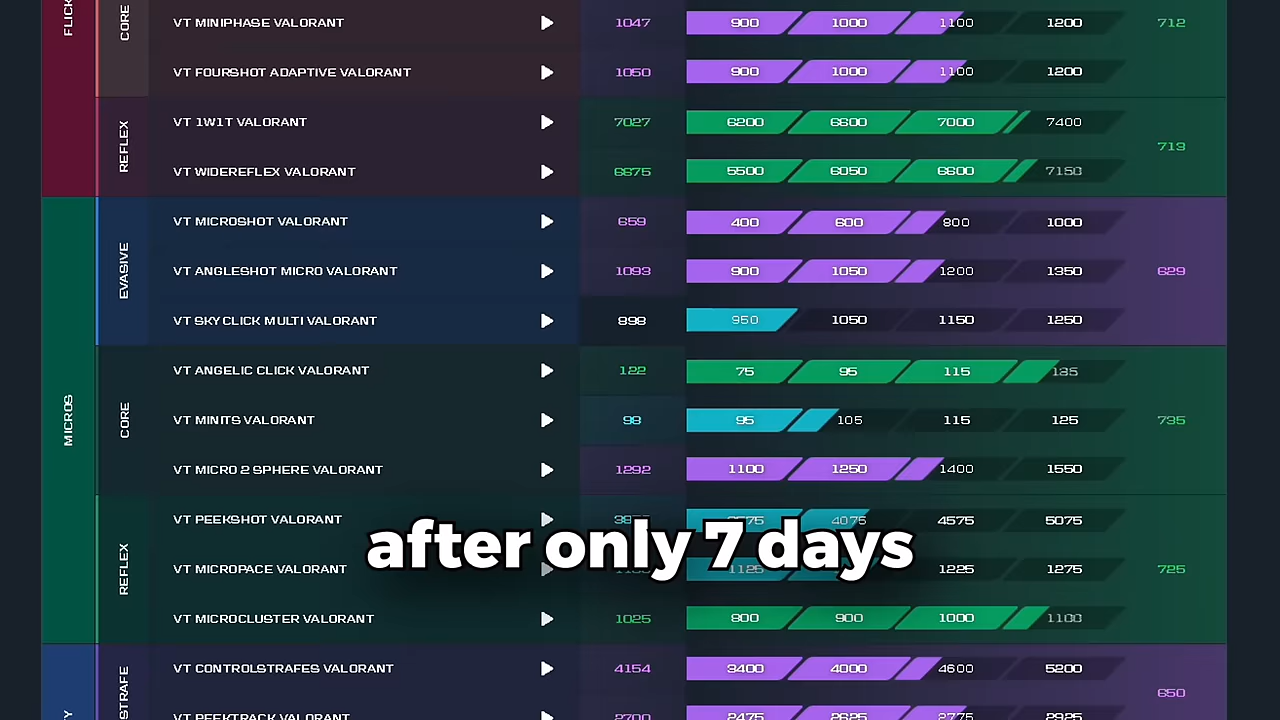 FLICK
CORE
VT MINIPHASE VALORANT 1047 900 1000 1100 1200 712
VT FOURSHOT ADAPTIVE VALORANT 1050 900 1000 1100 1200
REFLEX
VT 1W1T VALORANT 7027 6200 6600 7000 7400
713
VT WIDEREFLEX VALORANT 6675 5500 6050 6600 7150
MICROS
EVASIVE
VT MICROSHOT VALORANT 659 400 600 800 1000
VT ANGLESHOT MICRO VALORANT 1093 900 1050 1200 1350 629
VT SKYCLICK MULTI VALORANT 898 950 1050 1150 1250
CORE
VT ANGELIC CLICK VALORANT 122 75 95 115 135
VT MINITS VALORANT 98 95 105 115 125 735
VT MICRO 2 SPHERE VALORANT 1292 1100 1250 1400 1550
REFLEX
VT PEEKSHOT VALORANT 4075 4575 5075
after only 7 days
VT MICROPACE VALORANT 1125 1225 1275 725
VT MICROCLUSTER VALORANT 1025 800 900 1000 1100
STRAFE
VT CONTROLSTRAFES VALORANT 4154 3400 4000 4600 5200
650
VT PEEKTRACK VALORANT 2700 2475 2625 2775 2925